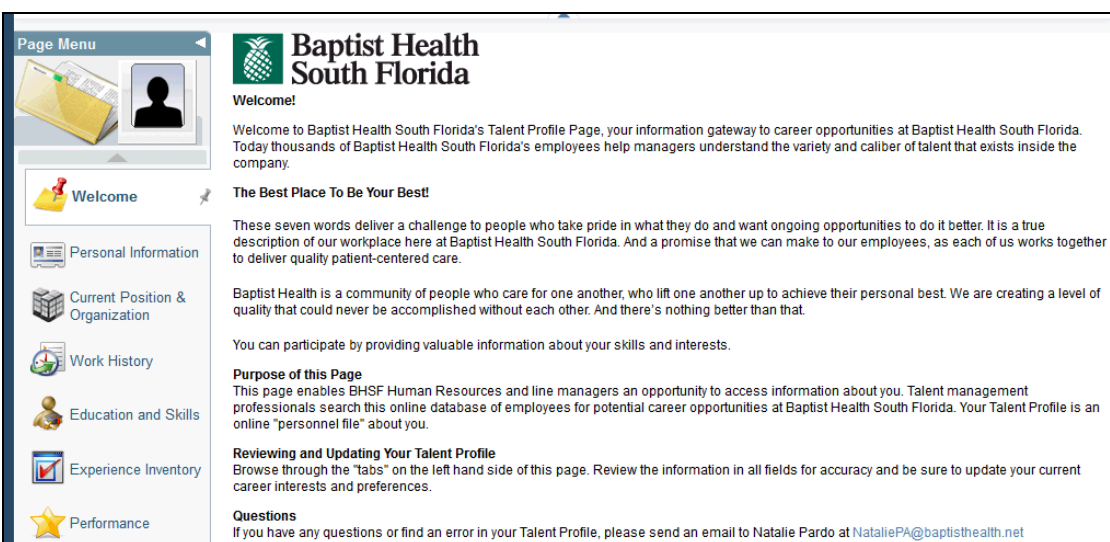 Page Menu
Welcome
Personal Information
Current Position &
Organization
Work History
Education and Skills
Experience Inventory
Performance
Baptist Health
South Florida
Welcome!
Welcome to Baptist Health South Florida's Talent Profile Page, your information gateway to career opportunities at Baptist Health South Florida.
Today thousands of Baptist Health South Florida's employees help managers understand the variety and caliber of talent that exists inside the
company.
The Best Place To Be Your Best!
These seven words deliver a challenge to people who take pride in what they do and want ongoing opportunities to do it better. It is a true
description of our workplace here at Baptist Health South Florida. And a promise that we can make to our employees, as each of us works together
to deliver quality patient-centered care.
Baptist Health is a community of people who care for one another, who lift one another up to achieve their personal best. We are creating a level of
quality that could never be accomplished without each other. And there's nothing better than that.
You can participate by providing valuable information about your skills and interests.
Purpose of this Page
This page enables BHSF Human Resources and line managers an opportunity to access information about you. Talent management
professionals search this online database of employees for potential career opportunities at Baptist Health South Florida. Your Talent Profile is an
online "personnel file" about you.
Reviewing and Updating Your Talent Profile
Browse through the "tabs" on the left hand side of this page. Review the information in all fields for accuracy and be sure to update your current
career interests and preferences.
Questions
If you have any questions or find an error in your Talent Profile, please send an email to Natalie Pardo at NataliePA@baptisthealth.net